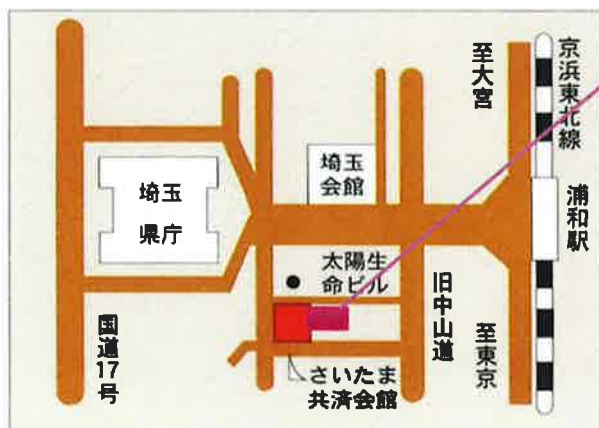 至大宮
京浜東北線
埼玉
会館
埼玉
県庁
浦和駅
太陽生
命ビル
旧中山道
国道17号
至東京
さいたま
共済会館